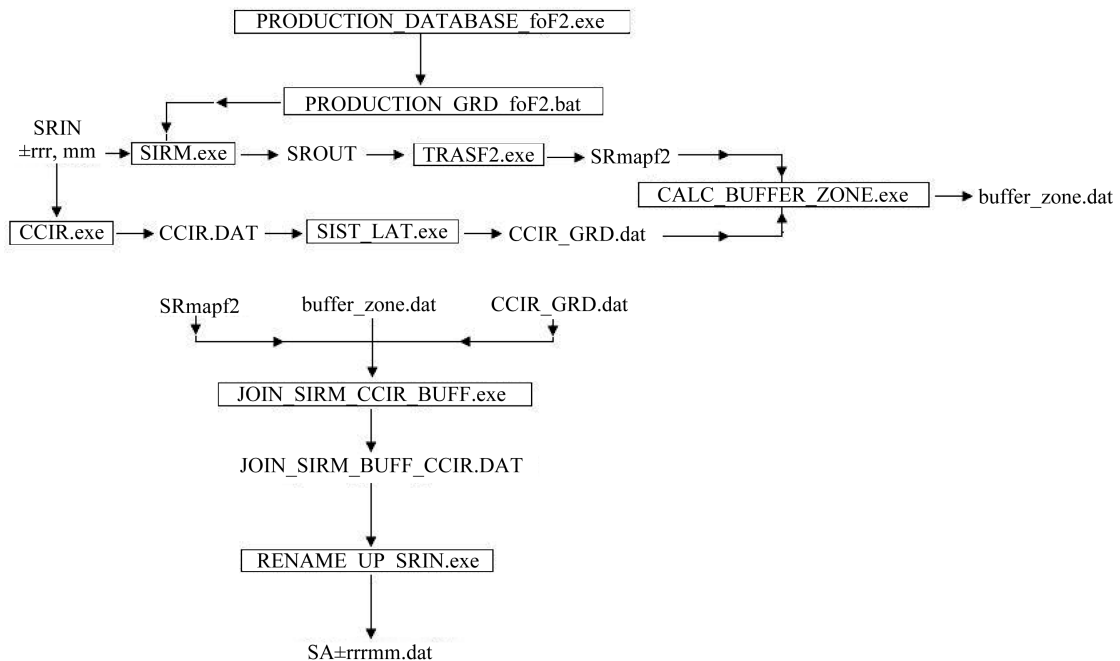 PRODUCTION_DATABASE_foF2.exe
PRODUCTION_GRD_foF2.bat
SRIN
±rrr, mm
SIRM.exe
SROUT
TRASF2.exe
SRmapf2
CALC_BUFFER_ZONE.exe
buffer_zone.dat
CCIR.exe
CCIR.DAT
SIST_LAT.exe
CCIR_GRD.dat
SRmapf2
buffer_zone.dat
CCIR_GRD.dat
JOIN_SIRM_CCIR_BUFF.exe
JOIN_SIRM_BUFF_CCIR.DAT
RENAME_UP_SRIN.exe
SA±rrrmm.dat